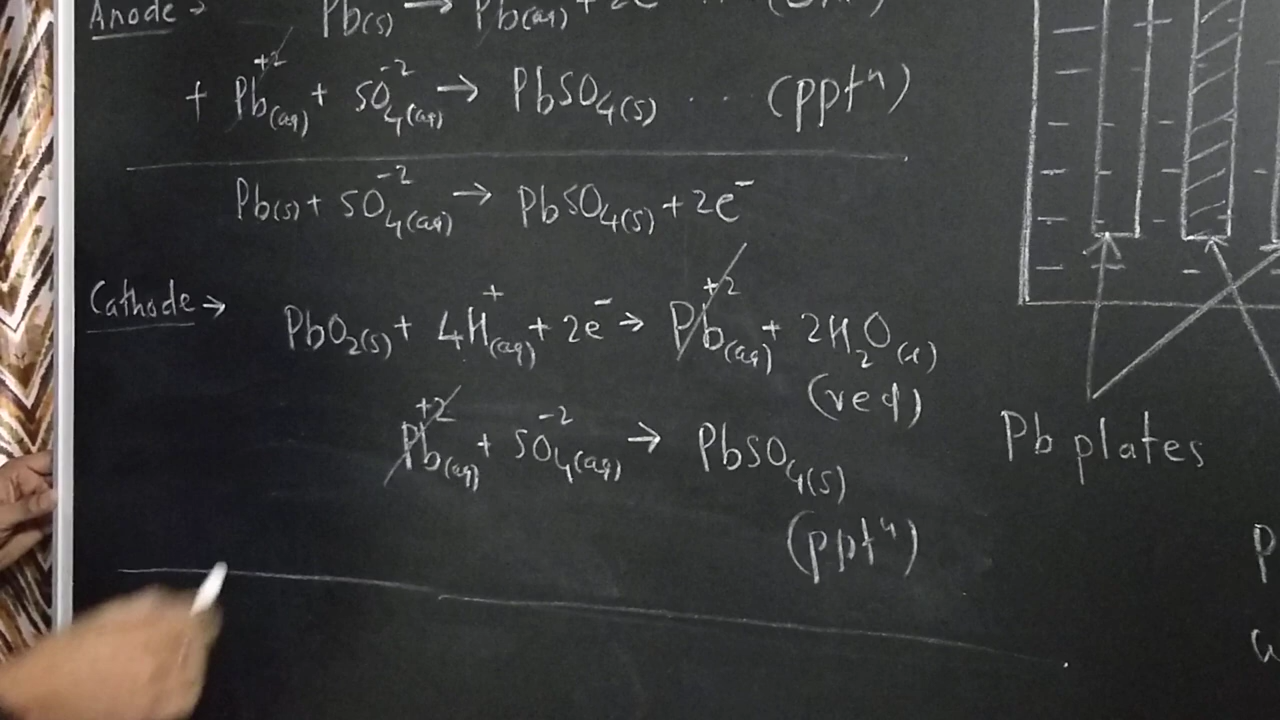 Anode → Pb(s) → Pb(aq) + 2e⁻
+ Pb⁺²(aq) + SO₄⁻²(aq) → PbSO₄(s) .. (pptⁿ)
Pb(s) + SO₄⁻²(aq) → PbSO₄(s) + 2e⁻
Cathode → PbO₂(s) + 4H⁺(aq) + 2e⁻ → Pb⁺²(aq) + 2H₂O(l)
(red)
Pb⁺²(aq) + SO₄⁻²(aq) → PbSO₄(s)
(pptⁿ)
Pb plates